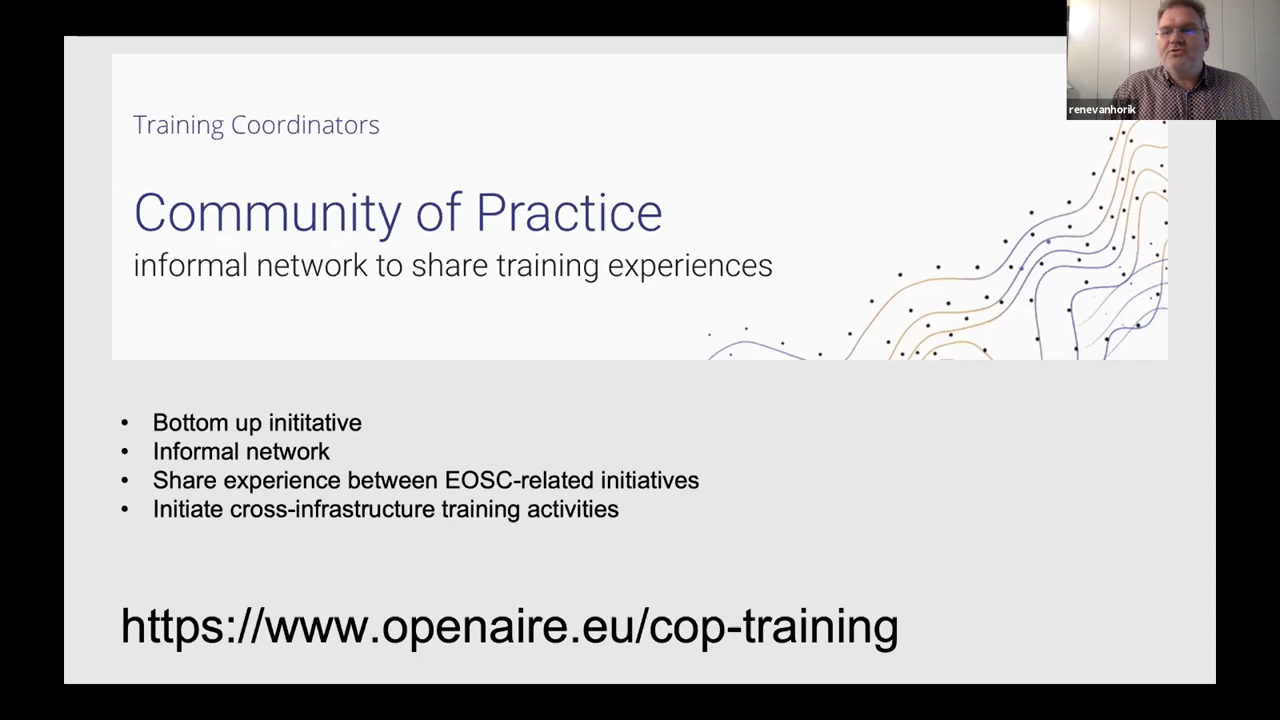 renevanhorik
Training Coordinators
Community of Practice
informal network to share training experiences
• Bottom up inititative
• Informal network
• Share experience between EOSC-related initiatives
• Initiate cross-infrastructure training activities
https://www.openaire.eu/cop-training